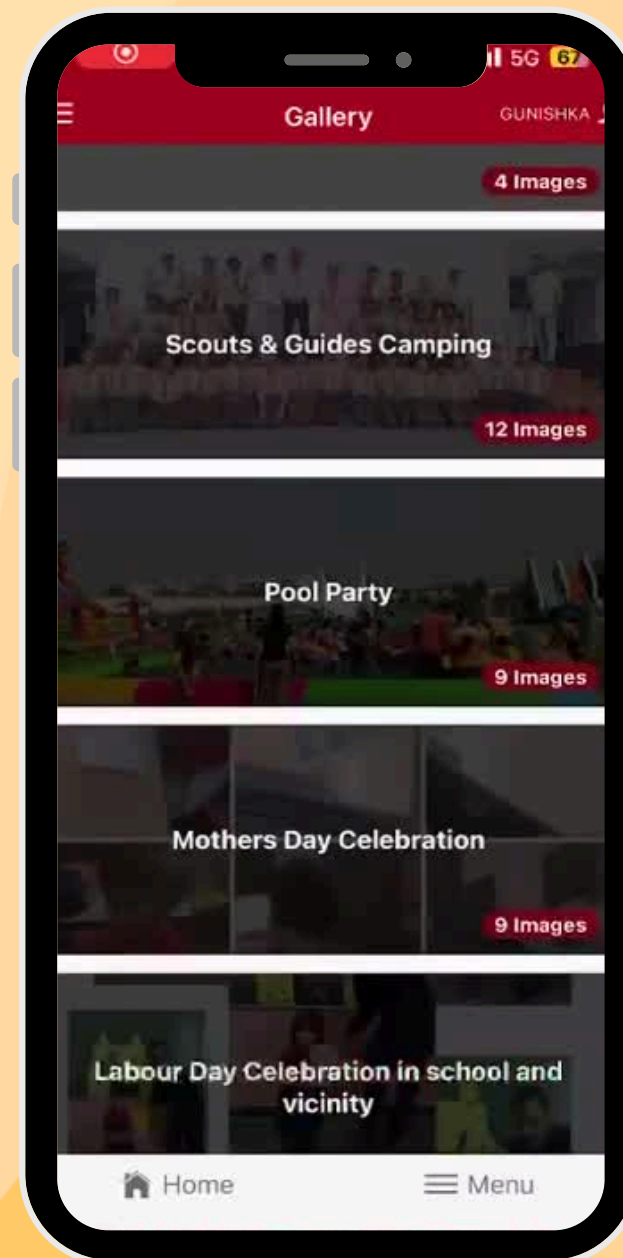 5G 67
Gallery GUNISHKA
4 Images
Scouts & Guides Camping
12 Images
Pool Party
9 Images
Mothers Day Celebration
9 Images
Labour Day Celebration in school and
vicinity
Home Menu